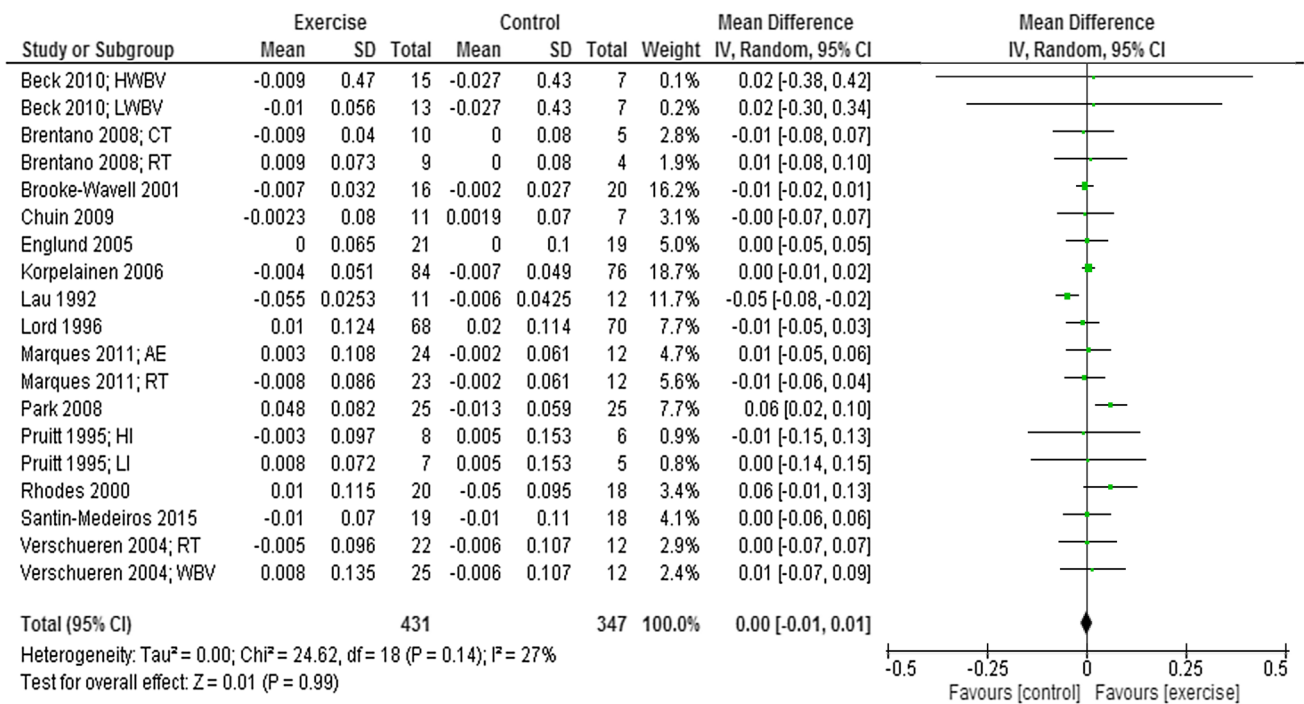 Exercise Control Mean Difference Mean Difference
Study or Subgroup Mean SD Total Mean SD Total Weight IV, Random, 95% CI IV, Random, 95% CI
Beck 2010; HWBV -0.009 0.47 15 -0.027 0.43 7 0.1% 0.02 [-0.38, 0.42]
Beck 2010; LWBV -0.01 0.056 13 -0.027 0.43 7 0.2% 0.02 [-0.30, 0.34]
Brentano 2008; CT -0.009 0.04 10 0 0.08 5 2.8% -0.01 [-0.08, 0.07]
Brentano 2008; RT 0.009 0.073 9 0 0.08 4 1.9% 0.01 [-0.08, 0.10]
Brooke-Wavell 2001 -0.007 0.032 16 -0.002 0.027 20 16.2% -0.01 [-0.02, 0.01]
Chuin 2009 -0.0023 0.08 11 0.0019 0.07 7 3.1% -0.00 [-0.07, 0.07]
Englund 2005 0 0.065 21 0 0.1 19 5.0% 0.00 [-0.05, 0.05]
Korpelainen 2006 -0.004 0.051 84 -0.007 0.049 76 18.7% 0.00 [-0.01, 0.02]
Lau 1992 -0.055 0.0253 11 -0.006 0.0425 12 11.7% -0.05 [-0.08, -0.02]
Lord 1996 0.01 0.124 68 0.02 0.114 70 7.7% -0.01 [-0.05, 0.03]
Marques 2011; AE 0.003 0.108 24 -0.002 0.061 12 4.7% 0.01 [-0.05, 0.06]
Marques 2011; RT -0.008 0.086 23 -0.002 0.061 12 5.6% -0.01 [-0.06, 0.04]
Park 2008 0.048 0.082 25 -0.013 0.059 25 7.7% 0.06 [0.02, 0.10]
Pruitt 1995; HI -0.003 0.097 8 0.005 0.153 6 0.9% -0.01 [-0.15, 0.13]
Pruitt 1995; LI 0.008 0.072 7 0.005 0.153 5 0.8% 0.00 [-0.14, 0.15]
Rhodes 2000 0.01 0.115 20 -0.05 0.095 18 3.4% 0.06 [-0.01, 0.13]
Santin-Medeiros 2015 -0.01 0.07 19 -0.01 0.11 18 4.1% 0.00 [-0.06, 0.06]
Verschueren 2004; RT -0.005 0.096 22 -0.006 0.107 12 2.9% 0.00 [-0.07, 0.07]
Verschueren 2004; WBV 0.008 0.135 25 -0.006 0.107 12 2.4% 0.01 [-0.07, 0.09]
Total (95% CI) 431 347 100.0% 0.00 [-0.01, 0.01]
Heterogeneity: Tau² = 0.00; Chi² = 24.62, df = 18 (P = 0.14); I² = 27%
Test for overall effect: Z = 0.01 (P = 0.99)
-0.5 -0.25 0 0.25 0.5
Favours [control] Favours [exercise]